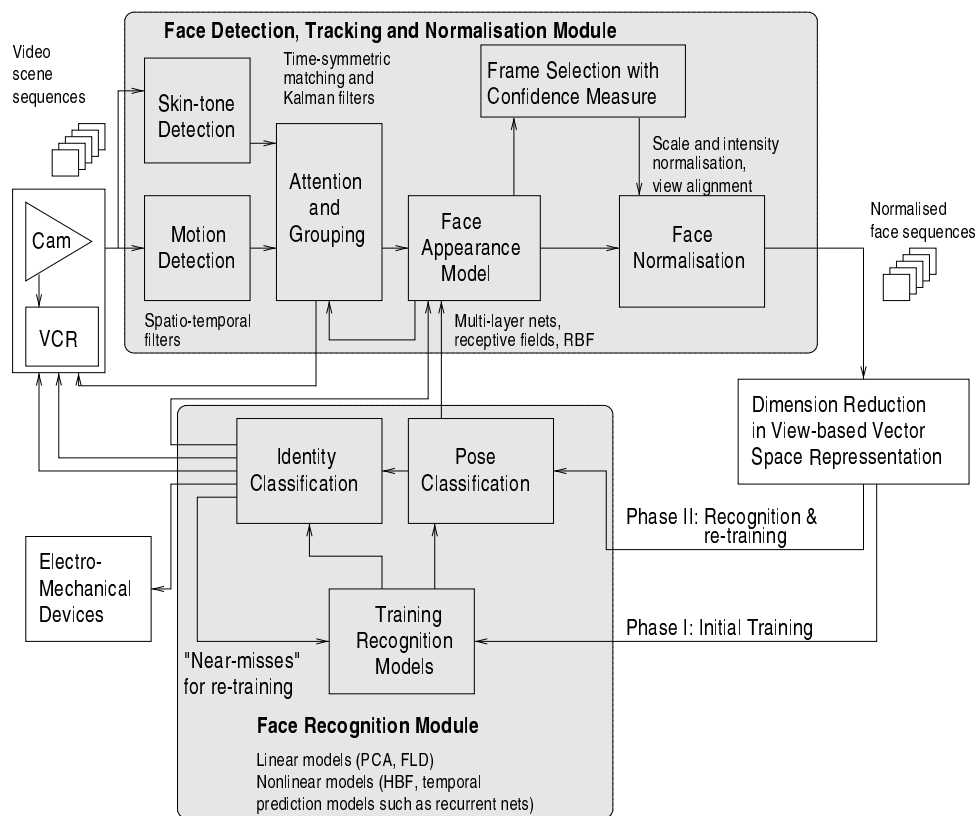 Face Detection, Tracking and Normalisation Module
Video
scene
sequences
Time-symmetric
matching and
Kalman filters
Skin-tone
Detection
Frame Selection with
Confidence Measure
Scale and intensity
normalisation,
view alignment
Attention
and
Grouping
Cam
VCR
Motion
Detection
Face
Appearance
Model
Face
Normalisation
Normalised
face sequences
Spatio-temporal
filters
Multi-layer nets,
receptive fields, RBF
Dimension Reduction
in View-based Vector
Space Repressentation
Identity
Classification
Pose
Classification
Phase II: Recognition &
re-training
Electro-
Mechanical
Devices
Training
Recognition
Models
Phase I: Initial Training
"Near-misses"
for re-training
Face Recognition Module
Linear models (PCA, FLD)
Nonlinear models (HBF, temporal
prediction models such as recurrent nets)